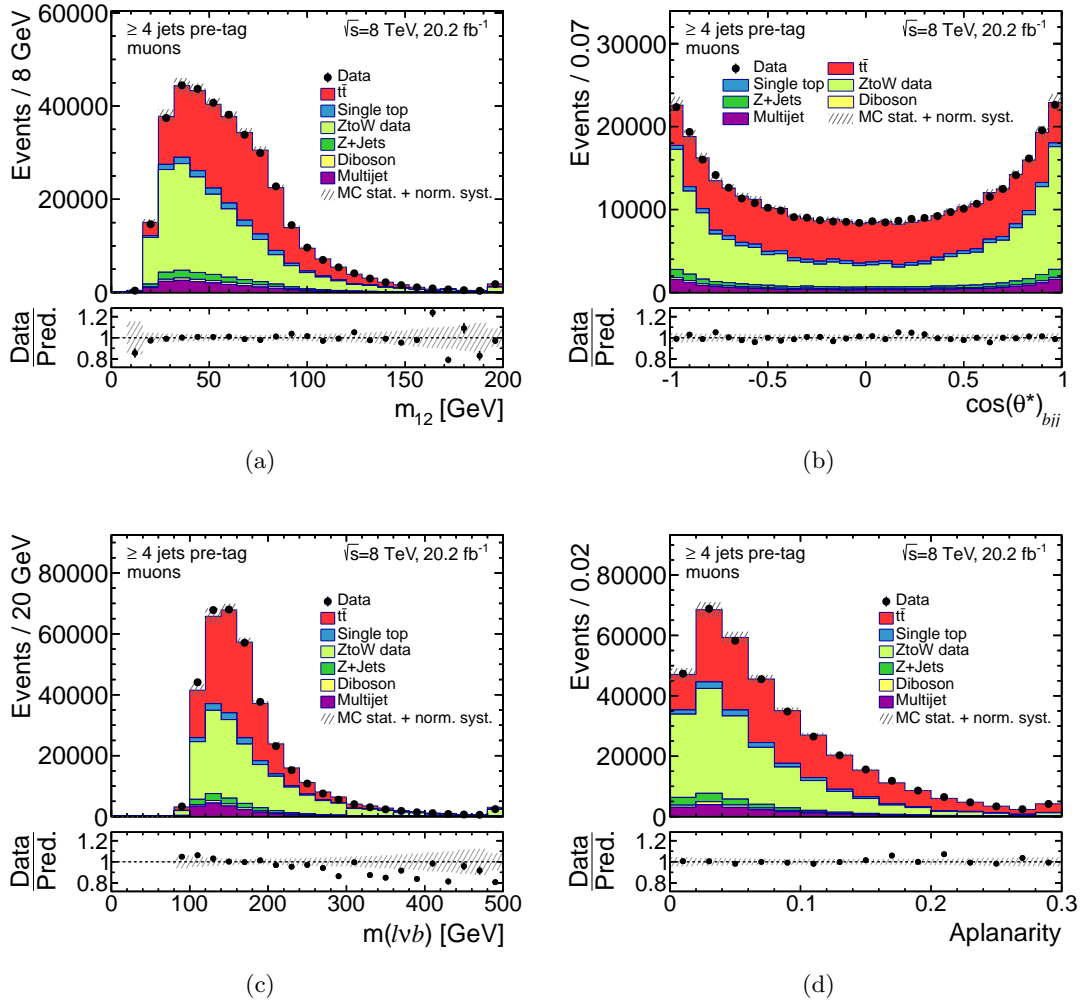 Events / 8 GeV
60000
40000
20000
0
≥ 4 jets pre-tag
muons
√s=8 TeV, 20.2 fb⁻¹
Data
tt̄
Single top
ZtoW data
Z+Jets
Diboson
Multijet
MC stat. + norm. syst.
Data
Pred.
1.2
1
0.8
0 50 100 150 200
m₁₂ [GeV]
(a)
Events / 0.07
30000
20000
10000
0
≥ 4 jets pre-tag
muons
√s=8 TeV, 20.2 fb⁻¹
Data
Single top
Z+Jets
Multijet
tt̄
ZtoW data
Diboson
MC stat. + norm. syst.
Data
Pred.
1.2
1
0.8
-1 -0.5 0 0.5 1
cos(θ*)bjj
(b)
Events / 20 GeV
80000
60000
40000
20000
0
≥ 4 jets pre-tag
muons
√s=8 TeV, 20.2 fb⁻¹
Data
tt̄
Single top
ZtoW data
Z+Jets
Diboson
Multijet
MC stat. + norm. syst.
Data
Pred.
1.2
1
0.8
100 200 300 400 500
m(lνb) [GeV]
(c)
Events / 0.02
80000
60000
40000
20000
0
≥ 4 jets pre-tag
muons
√s=8 TeV, 20.2 fb⁻¹
Data
tt̄
Single top
ZtoW data
Z+Jets
Diboson
Multijet
MC stat. + norm. syst.
Data
Pred.
1.2
1
0.8
0 0.1 0.2 0.3
Aplanarity
(d)